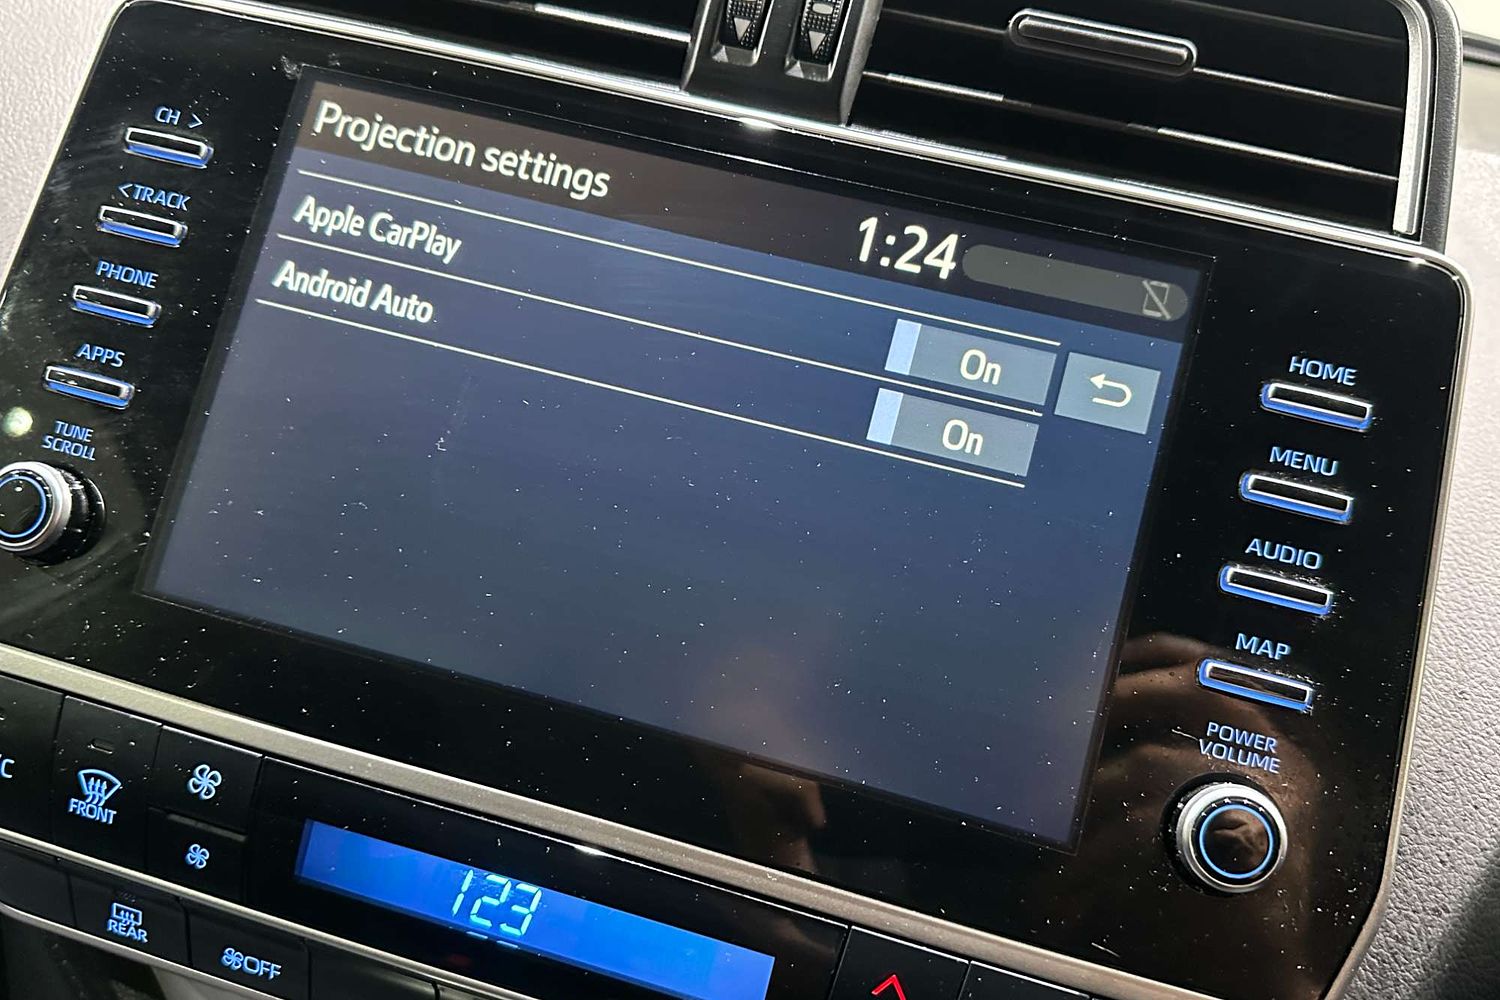 Projection settings
1:24
Apple CarPlay
On
Android Auto
On
CH >
< TRACK
PHONE
APPS
TUNE
SCROLL
HOME
MENU
AUDIO
MAP
POWER
VOLUME
FRONT
REAR
OFF
123